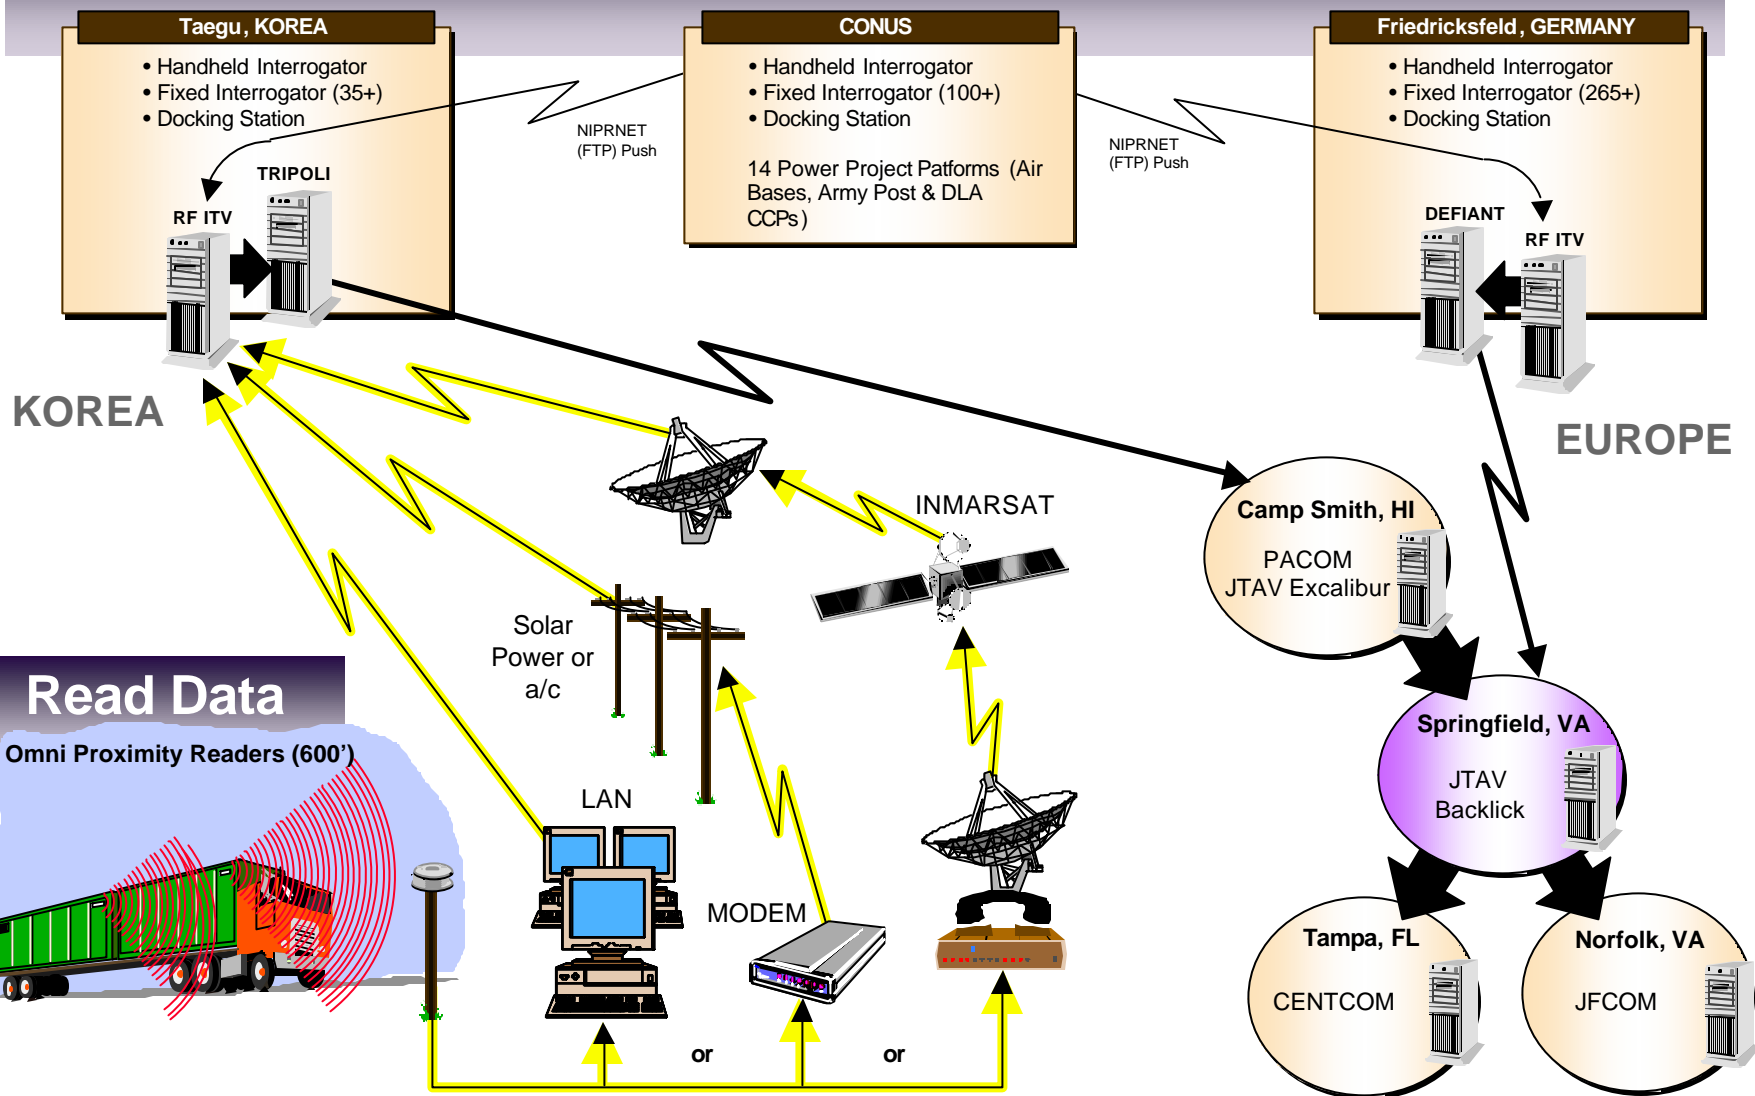 Taegu, KOREA
• Handheld Interrogator
• Fixed Interrogator (35+)
• Docking Station
TRIPOLI
RF ITV
KOREA
NIPRNET
(FTP) Push
CONUS
• Handheld Interrogator
• Fixed Interrogator (100+)
• Docking Station
14 Power Project Patforms (Air
Bases, Army Post & DLA
CCPs)
NIPRNET
(FTP) Push
Friedricksfeld, GERMANY
• Handheld Interrogator
• Fixed Interrogator (265+)
• Docking Station
DEFIANT
RF ITV
EUROPE
INMARSAT
Solar
Power or
a/c
Camp Smith, HI
PACOM
JTAV Excalibur
Read Data
Omni Proximity Readers (600’)
LAN
MODEM
or
or
Springfield, VA
JTAV
Backlick
Tampa, FL
CENTCOM
Norfolk, VA
JFCOM